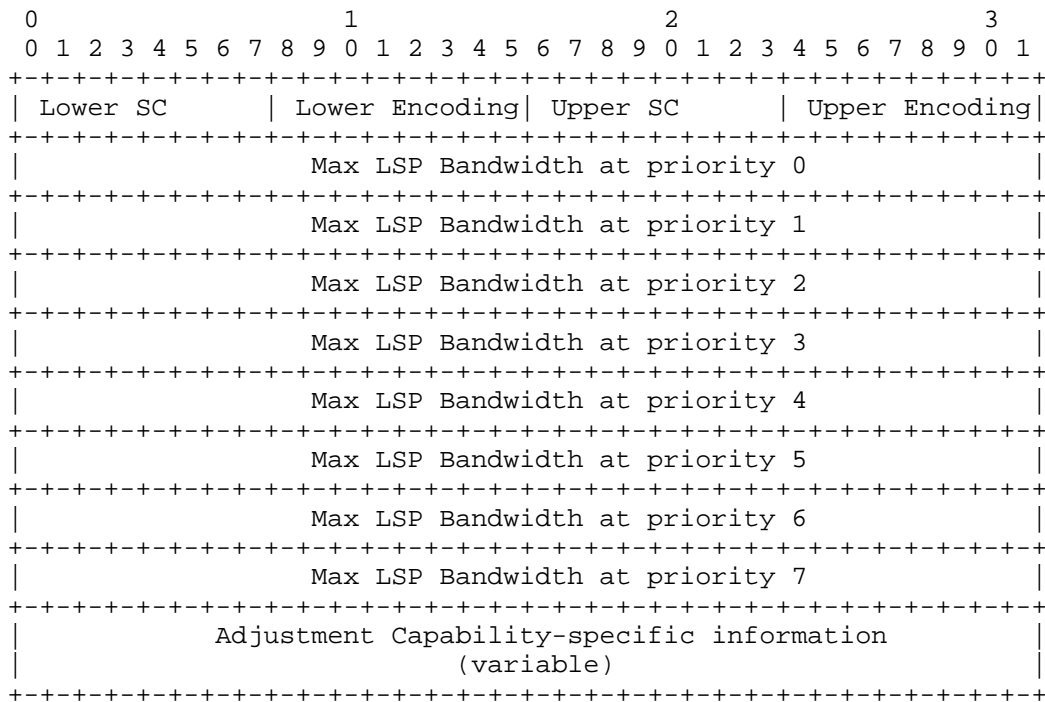 0                   1                   2                   3
 0 1 2 3 4 5 6 7 8 9 0 1 2 3 4 5 6 7 8 9 0 1 2 3 4 5 6 7 8 9 0 1
+-+-+-+-+-+-+-+-+-+-+-+-+-+-+-+-+-+-+-+-+-+-+-+-+-+-+-+-+-+-+-+-+
| Lower SC      | Lower Encoding| Upper SC      | Upper Encoding|
+-+-+-+-+-+-+-+-+-+-+-+-+-+-+-+-+-+-+-+-+-+-+-+-+-+-+-+-+-+-+-+-+
|                  Max LSP Bandwidth at priority 0              |
+-+-+-+-+-+-+-+-+-+-+-+-+-+-+-+-+-+-+-+-+-+-+-+-+-+-+-+-+-+-+-+-+
|                  Max LSP Bandwidth at priority 1              |
+-+-+-+-+-+-+-+-+-+-+-+-+-+-+-+-+-+-+-+-+-+-+-+-+-+-+-+-+-+-+-+-+
|                  Max LSP Bandwidth at priority 2              |
+-+-+-+-+-+-+-+-+-+-+-+-+-+-+-+-+-+-+-+-+-+-+-+-+-+-+-+-+-+-+-+-+
|                  Max LSP Bandwidth at priority 3              |
+-+-+-+-+-+-+-+-+-+-+-+-+-+-+-+-+-+-+-+-+-+-+-+-+-+-+-+-+-+-+-+-+
|                  Max LSP Bandwidth at priority 4              |
+-+-+-+-+-+-+-+-+-+-+-+-+-+-+-+-+-+-+-+-+-+-+-+-+-+-+-+-+-+-+-+-+
|                  Max LSP Bandwidth at priority 5              |
+-+-+-+-+-+-+-+-+-+-+-+-+-+-+-+-+-+-+-+-+-+-+-+-+-+-+-+-+-+-+-+-+
|                  Max LSP Bandwidth at priority 6              |
+-+-+-+-+-+-+-+-+-+-+-+-+-+-+-+-+-+-+-+-+-+-+-+-+-+-+-+-+-+-+-+-+
|                  Max LSP Bandwidth at priority 7              |
+-+-+-+-+-+-+-+-+-+-+-+-+-+-+-+-+-+-+-+-+-+-+-+-+-+-+-+-+-+-+-+-+
|            Adjustment Capability-specific information         |
|                           (variable)                          |
+-+-+-+-+-+-+-+-+-+-+-+-+-+-+-+-+-+-+-+-+-+-+-+-+-+-+-+-+-+-+-+-+